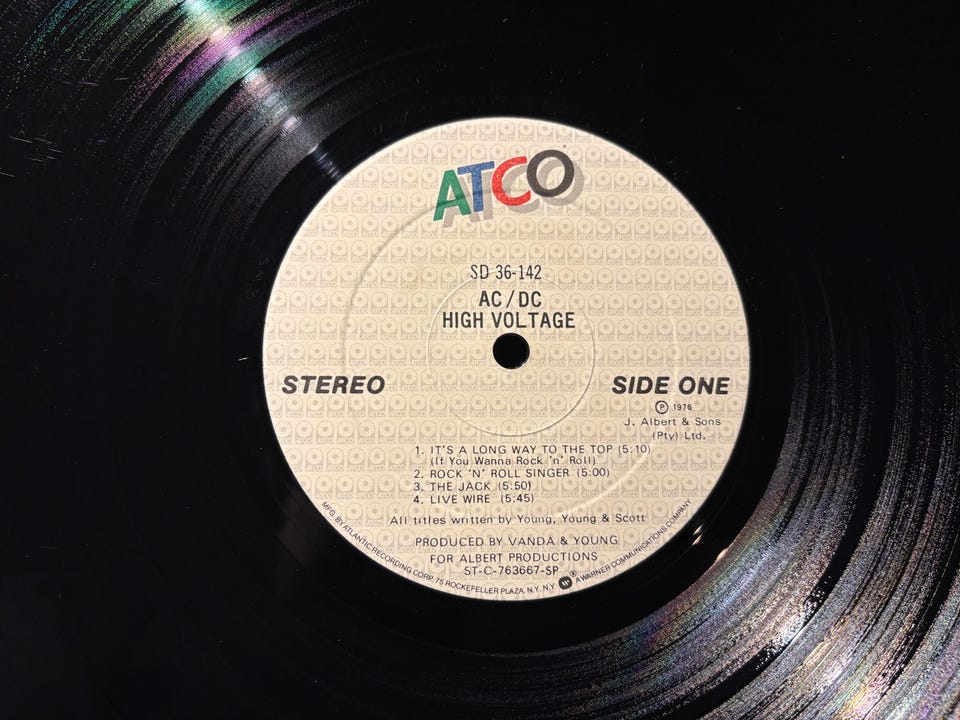 ATCO
SD 36-142
AC/DC
HIGH VOLTAGE
STEREO
SIDE ONE
Ⓟ 1976
J. Albert & Sons
(Pty) Ltd.
1. IT'S A LONG WAY TO THE TOP (5:10)
(If You Wanna Rock 'n' Roll)
2. ROCK 'N' ROLL SINGER (5:00)
3. THE JACK (5:50)
4. LIVE WIRE (5:45)
All titles written by Young, Young & Scott
PRODUCED BY VANDA & YOUNG
FOR ALBERT PRODUCTIONS
ST-C-763667-SP
MFG. BY ATLANTIC RECORDING CORP. 75 ROCKEFELLER PLAZA, N.Y. N.Y. W ® A WARNER COMMUNICATIONS COMPANY